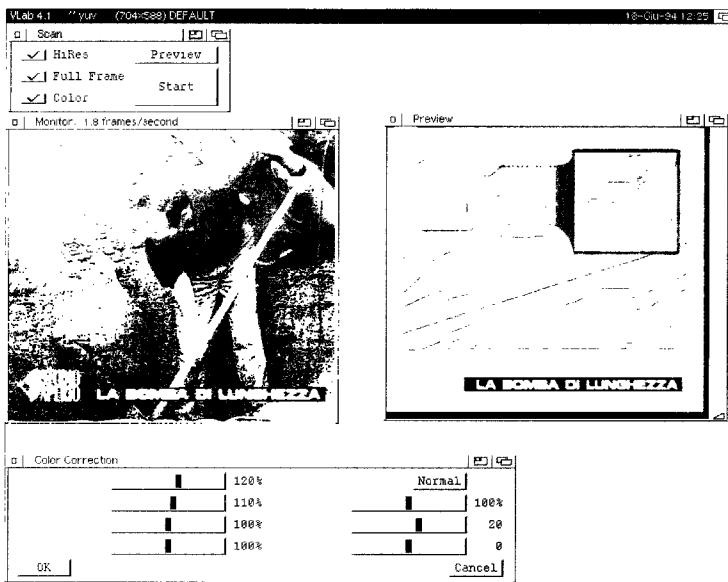 VLab 4.1 "yuv (704×588) DEFAULT 18-Giu-94 12:25
Scan
HiRes Preview
Full Frame
Start
Color
Monitor: 1.8 frames/second
Preview
LA BOMBA DI LUNGHEZZA
LA BOMBA DI LUNGHEZZA
Color Correction
120% Normal
110% 100%
100% 20
100% 0
OK Cancel